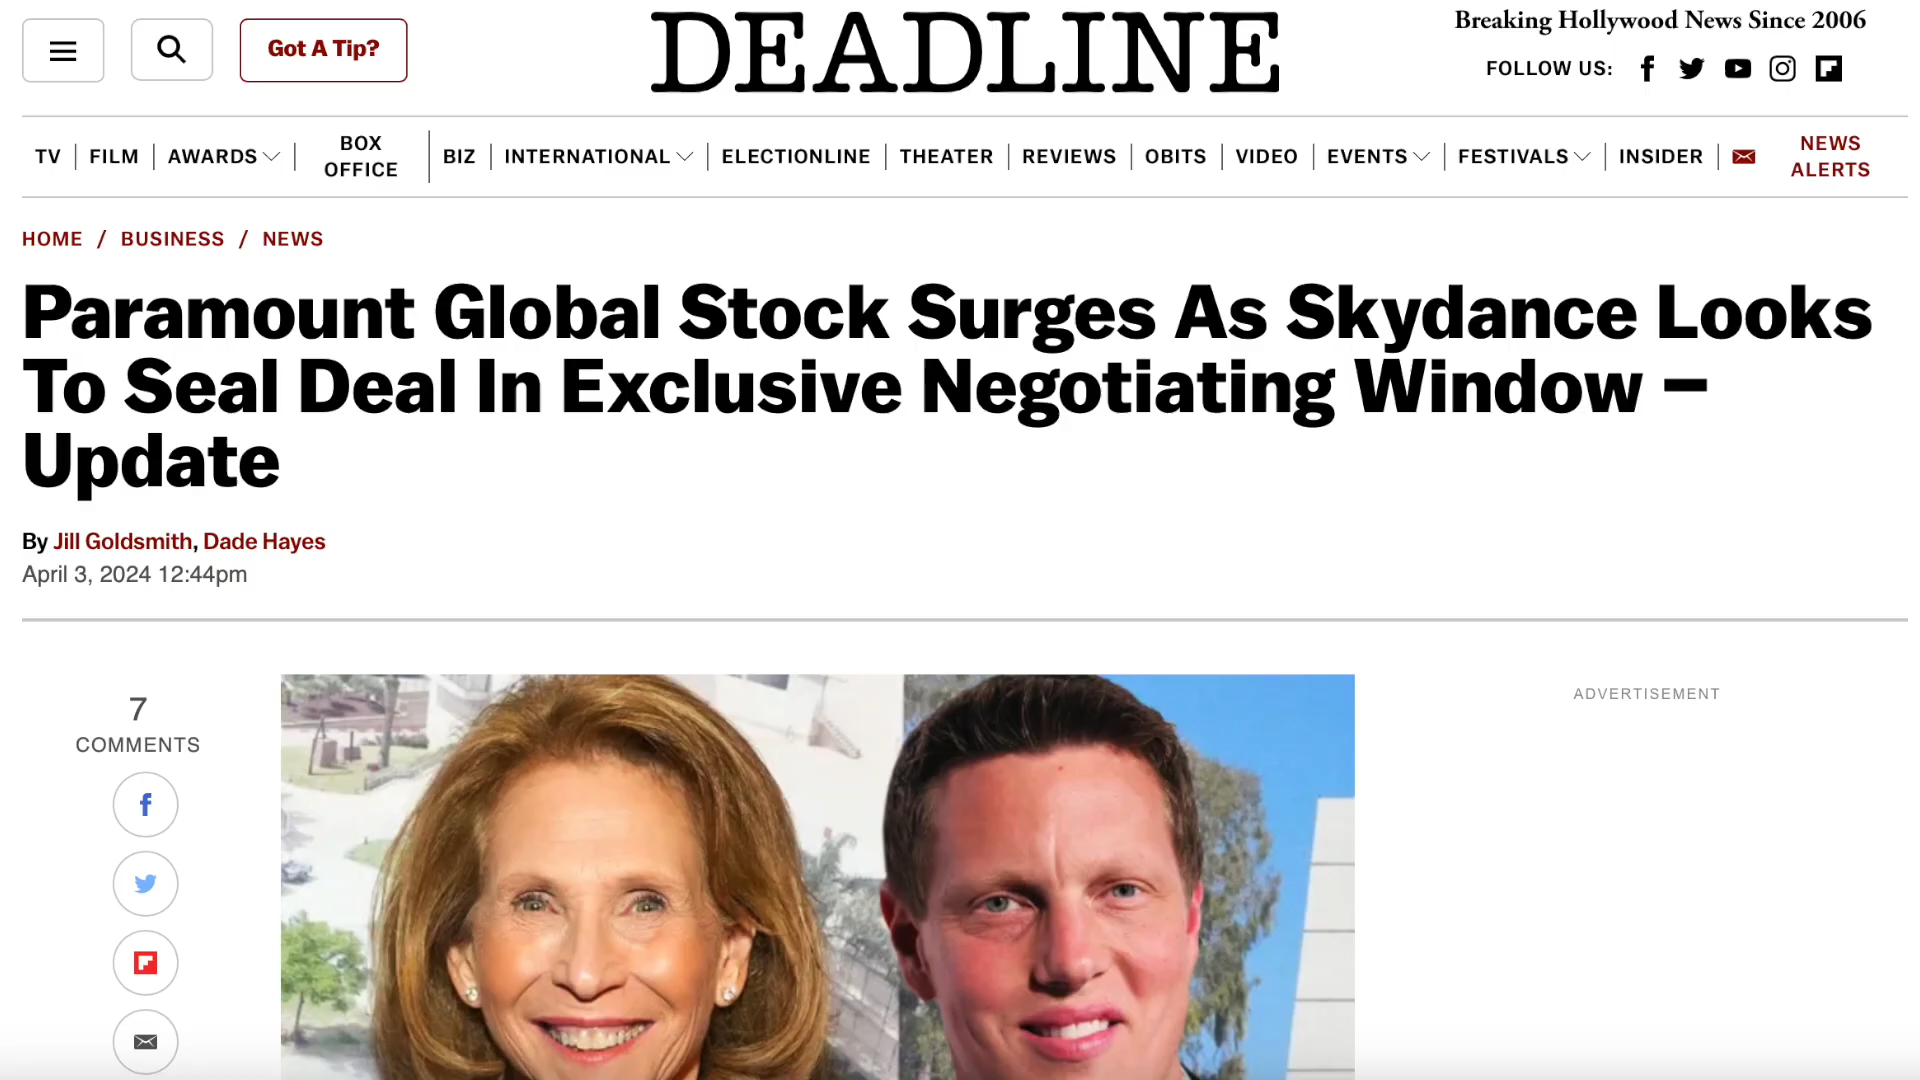 Got A Tip?
DEADLINE
Breaking Hollywood News Since 2006
FOLLOW US:
TV FILM AWARDS BOX OFFICE BIZ INTERNATIONAL ELECTIONLINE THEATER REVIEWS OBITS VIDEO EVENTS FESTIVALS INSIDER NEWS ALERTS
HOME / BUSINESS / NEWS
Paramount Global Stock Surges As Skydance Looks
To Seal Deal In Exclusive Negotiating Window –
Update
By Jill Goldsmith, Dade Hayes
April 3, 2024 12:44pm
7
COMMENTS
ADVERTISEMENT